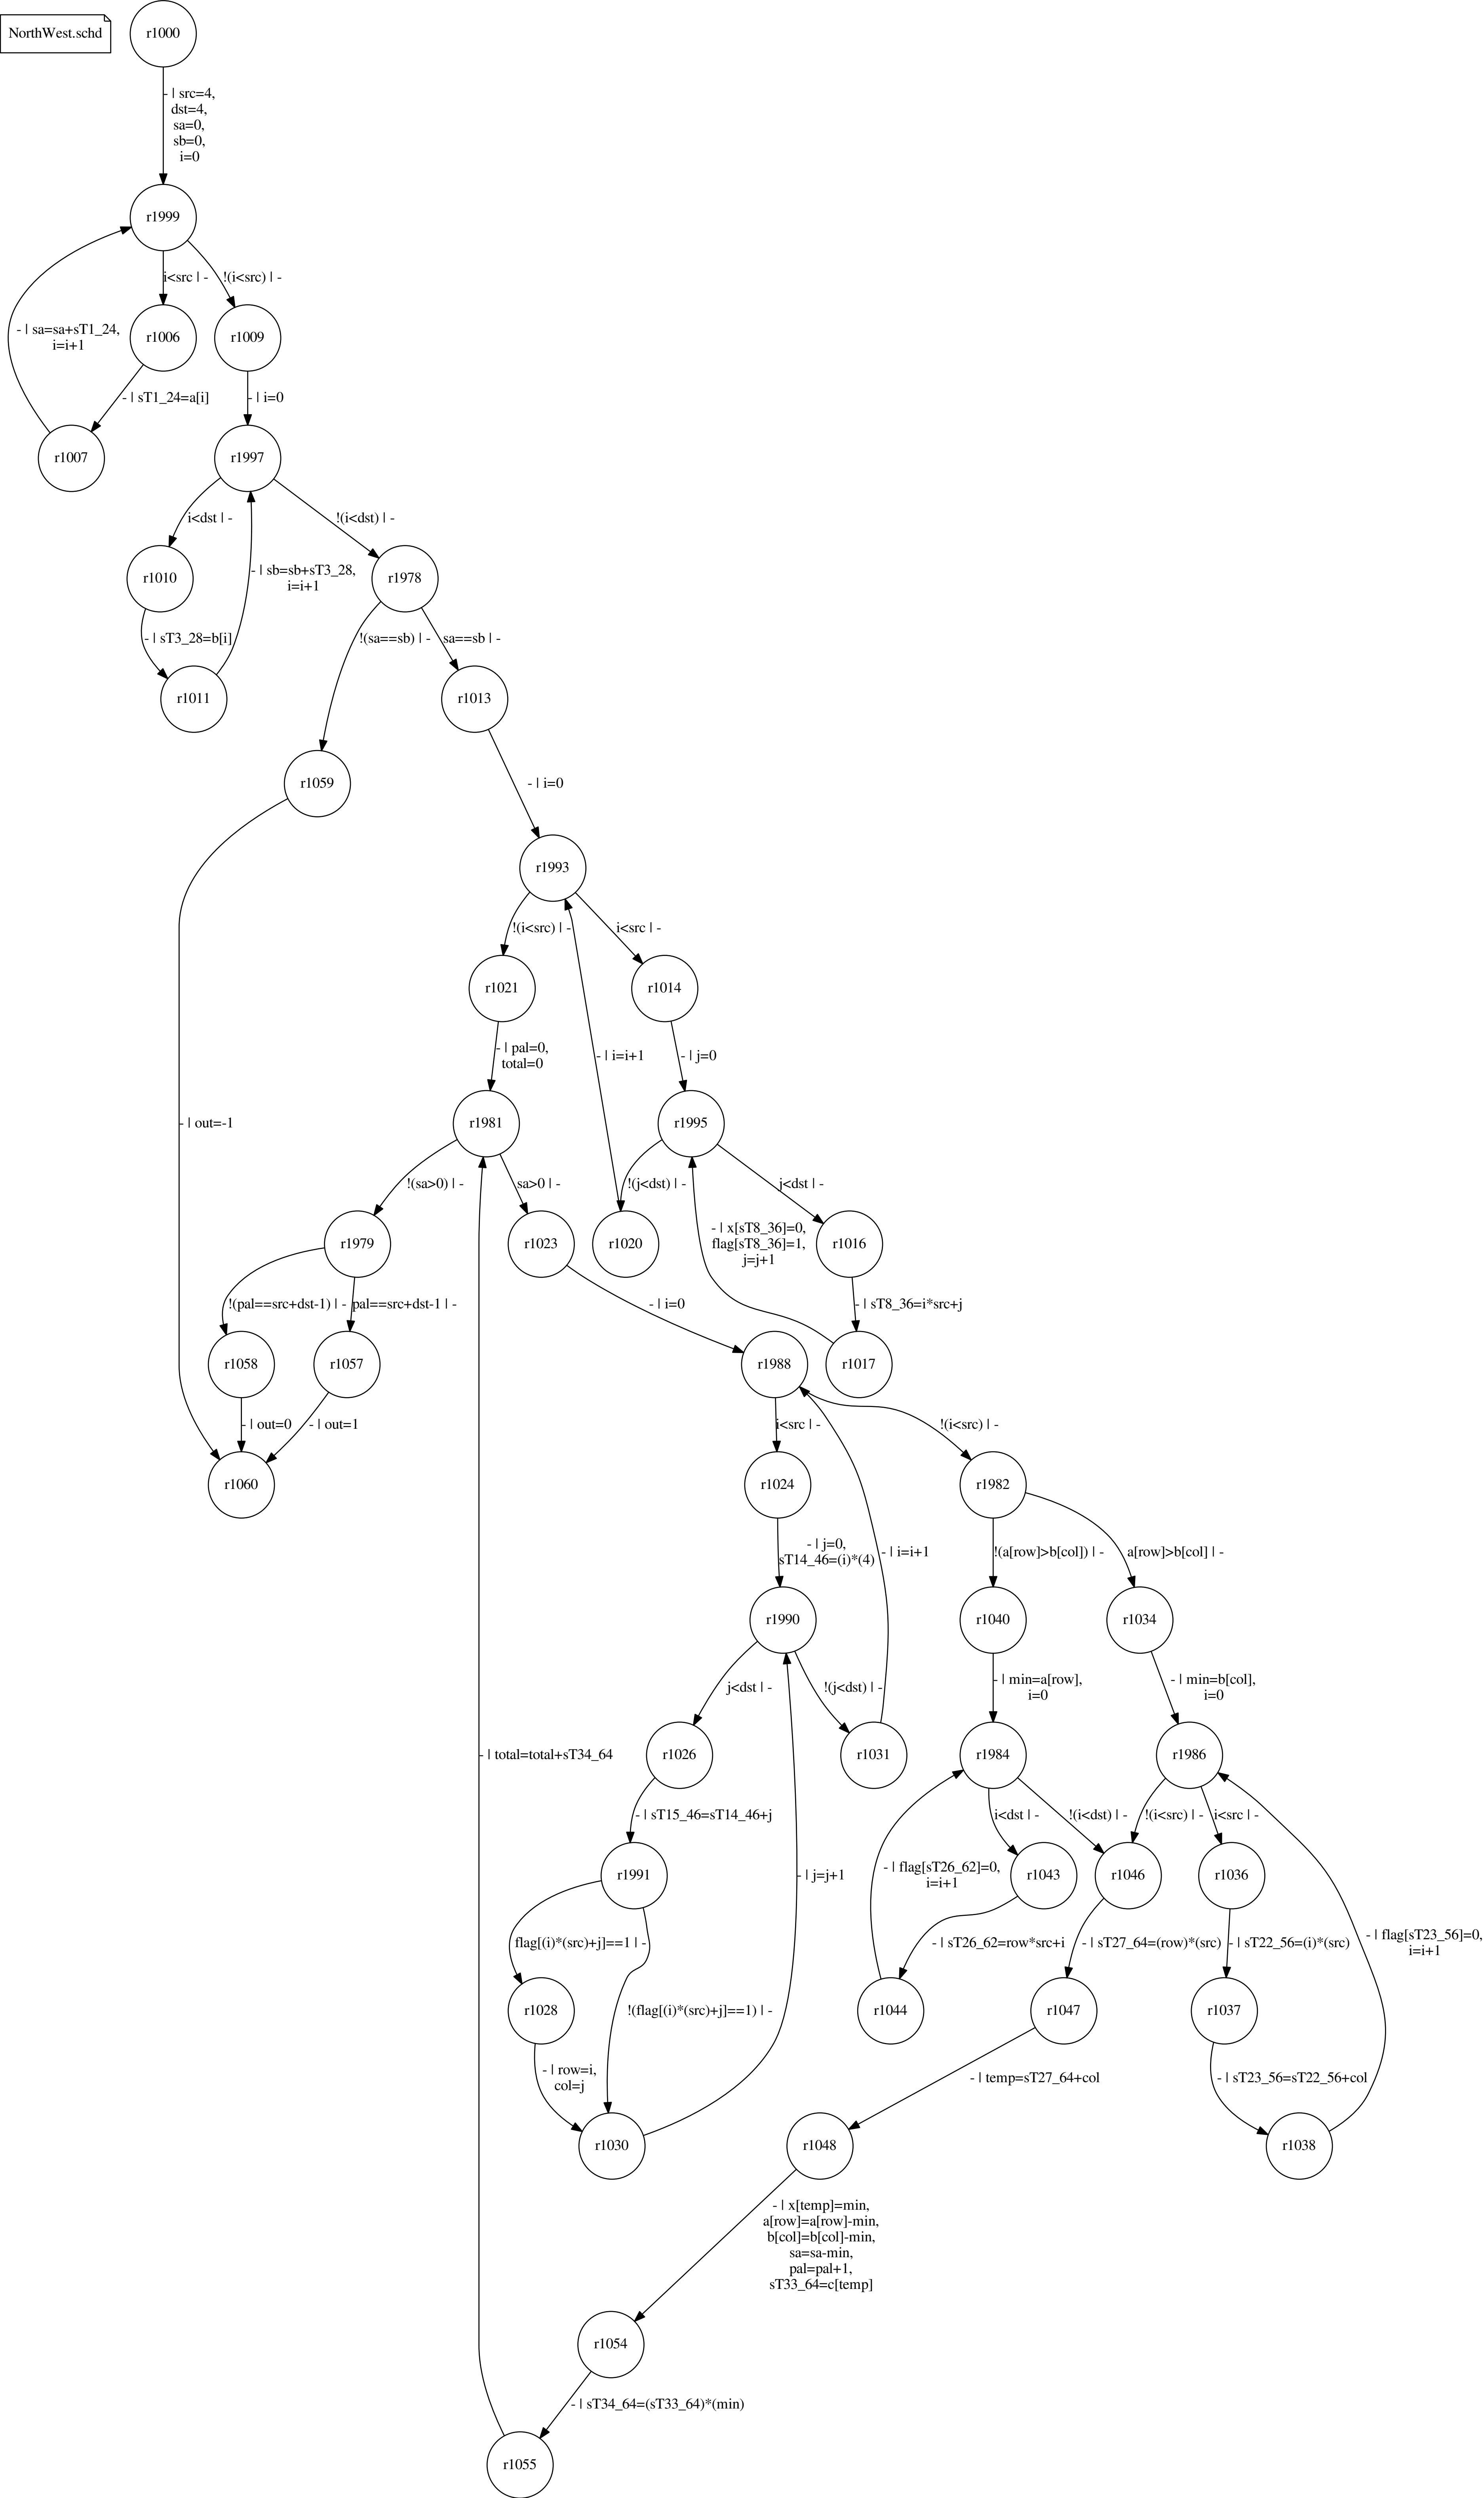 NorthWest.schd
r1000
- | src=4,
dst=4,
sa=0,
sb=0,
i=0
r1999
i<src | -
!(i<src) | -
- | sa=sa+sT1_24,
i=i+1
r1006
r1009
- | sT1_24=a[i]
- | i=0
r1007
r1997
i<dst | -
!(i<dst) | -
r1010
- | sb=sb+sT3_28,
i=i+1
r1978
- | sT3_28=b[i]
!(sa==sb) | -
sa==sb | -
r1011
r1013
r1059
- | i=0
r1993
!(i<src) | -
i<src | -
r1021
r1014
- | pal=0,
total=0
- | i=i+1
- | j=0
- | out=-1
r1981
r1995
!(sa>0) | -
sa>0 | -
!(j<dst) | -
j<dst | -
r1979
r1023
r1020
- | x[sT8_36]=0,
flag[sT8_36]=1,
j=j+1
r1016
!(pal==src+dst-1) | -
pal==src+dst-1 | -
- | i=0
- | sT8_36=i*src+j
r1058
r1057
r1988
r1017
- | out=0
- | out=1
i<src | -
!(i<src) | -
r1060
r1024
r1982
- | j=0,
sT14_46=(i)*(4)
- | i=i+1
!(a[row]>b[col]) | -
a[row]>b[col] | -
r1990
r1040
r1034
j<dst | -
!(j<dst) | -
- | min=a[row],
i=0
- | min=b[col],
i=0
- | total=total+sT34_64
r1026
r1031
r1984
r1986
- | sT15_46=sT14_46+j
i<dst | -
!(i<dst) | -
!(i<src) | -
i<src | -
r1991
- | j=j+1
- | flag[sT26_62]=0,
i=i+1
r1043
r1046
r1036
flag[(i)*(src)+j]==1 | -
- | sT26_62=row*src+i
- | sT27_64=(row)*(src)
- | sT22_56=(i)*(src)
- | flag[sT23_56]=0,
i=i+1
r1028
!(flag[(i)*(src)+j]==1) | -
r1044
r1047
r1037
- | row=i,
col=j
- | temp=sT27_64+col
- | sT23_56=sT22_56+col
r1030
r1048
r1038
- | x[temp]=min,
a[row]=a[row]-min,
b[col]=b[col]-min,
sa=sa-min,
pal=pal+1,
sT33_64=c[temp]
r1054
- | sT34_64=(sT33_64)*(min)
r1055